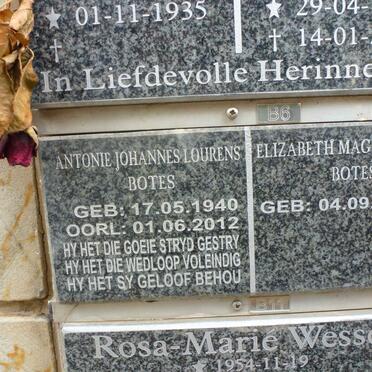 ★ 01-11-1935 ★ 29-04-
† † 14-01-
In Liefdevolle Herinne
B6
ANTONIE JOHANNES LOURENS
BOTES
GEB: 17.05.1940
OORL: 01.06.2012
HY HET DIE GOEIE STRYD GESTRY
HY HET DIE WEDLOOP VOLEINDIG
HY HET SY GELOOF BEHOU
ELIZABETH MAG
BOTES
GEB: 04.09.
B11
Rosa-Marie Wesse
★ 1954-11-19